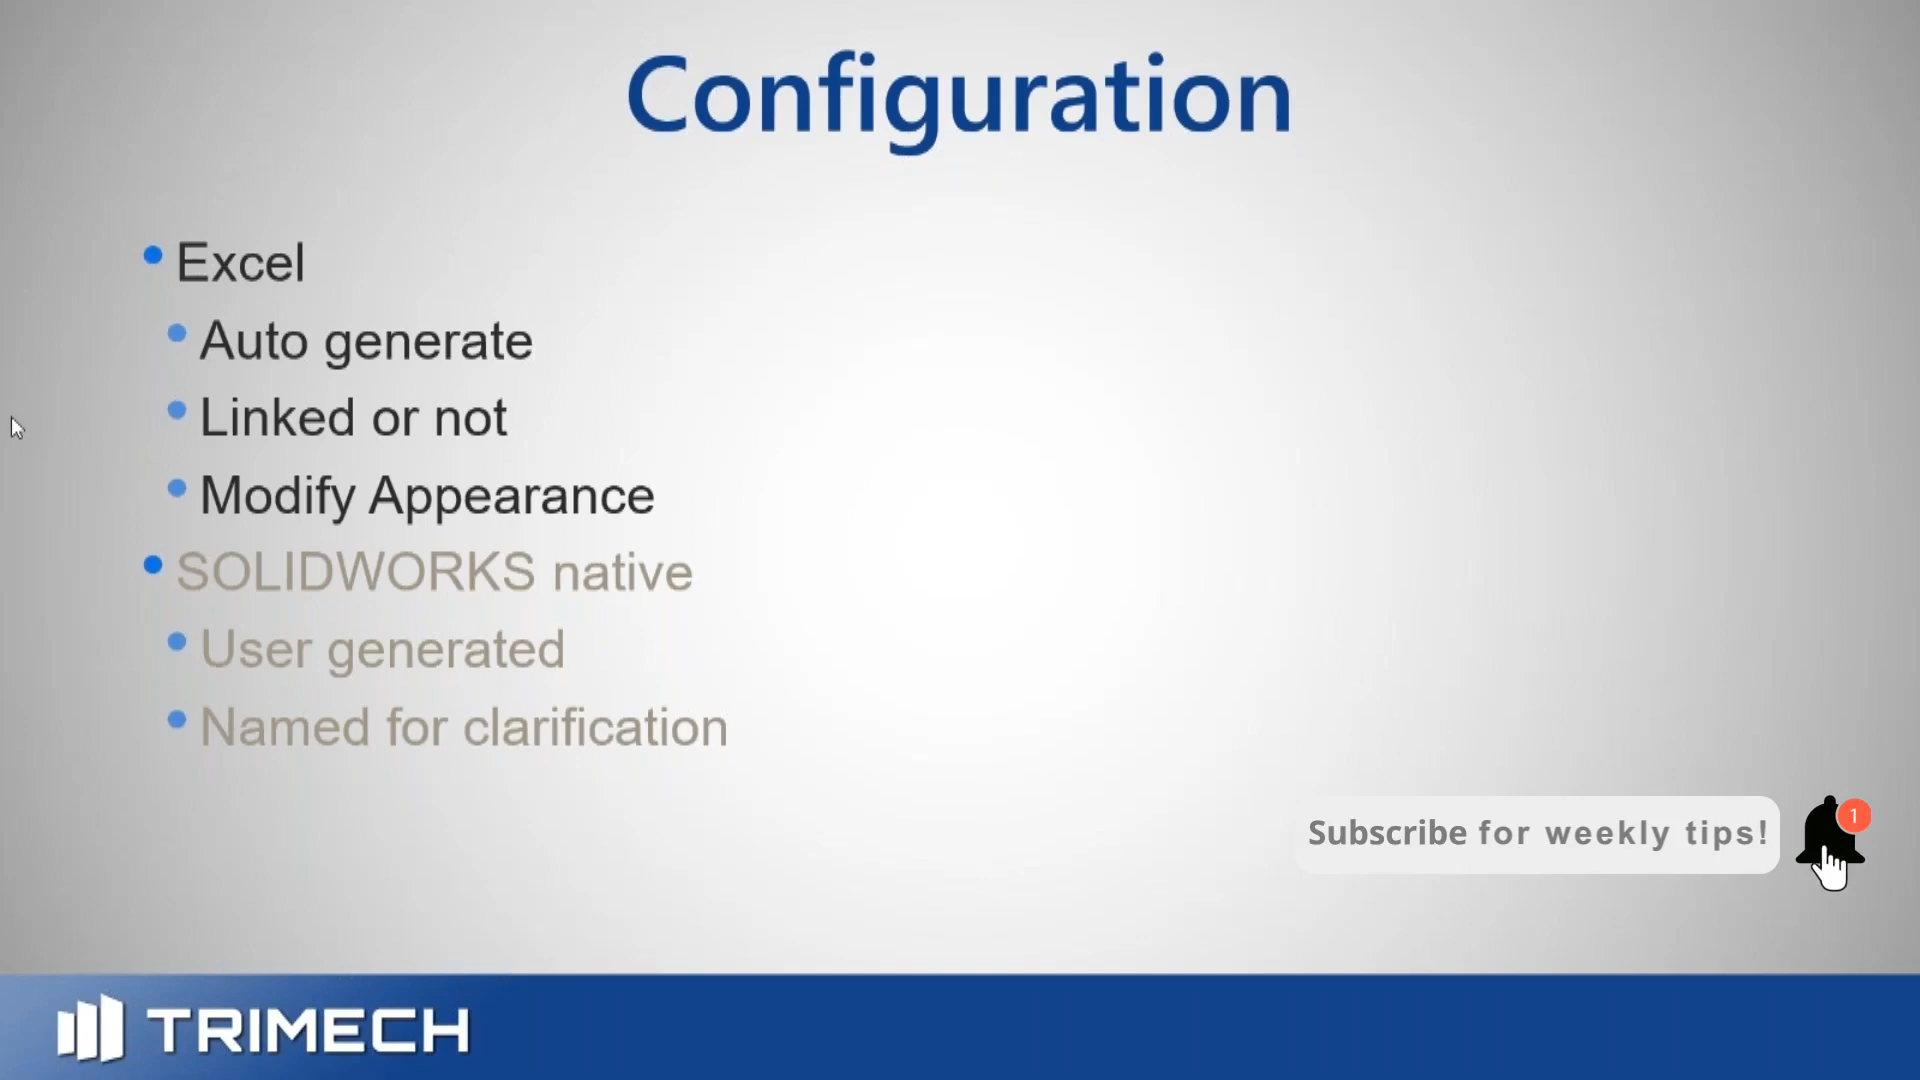 Configuration
Excel
Auto generate
Linked or not
Modify Appearance
SOLIDWORKS native
User generated
Named for clarification
Subscribe for weekly tips!
1
TRIMECH